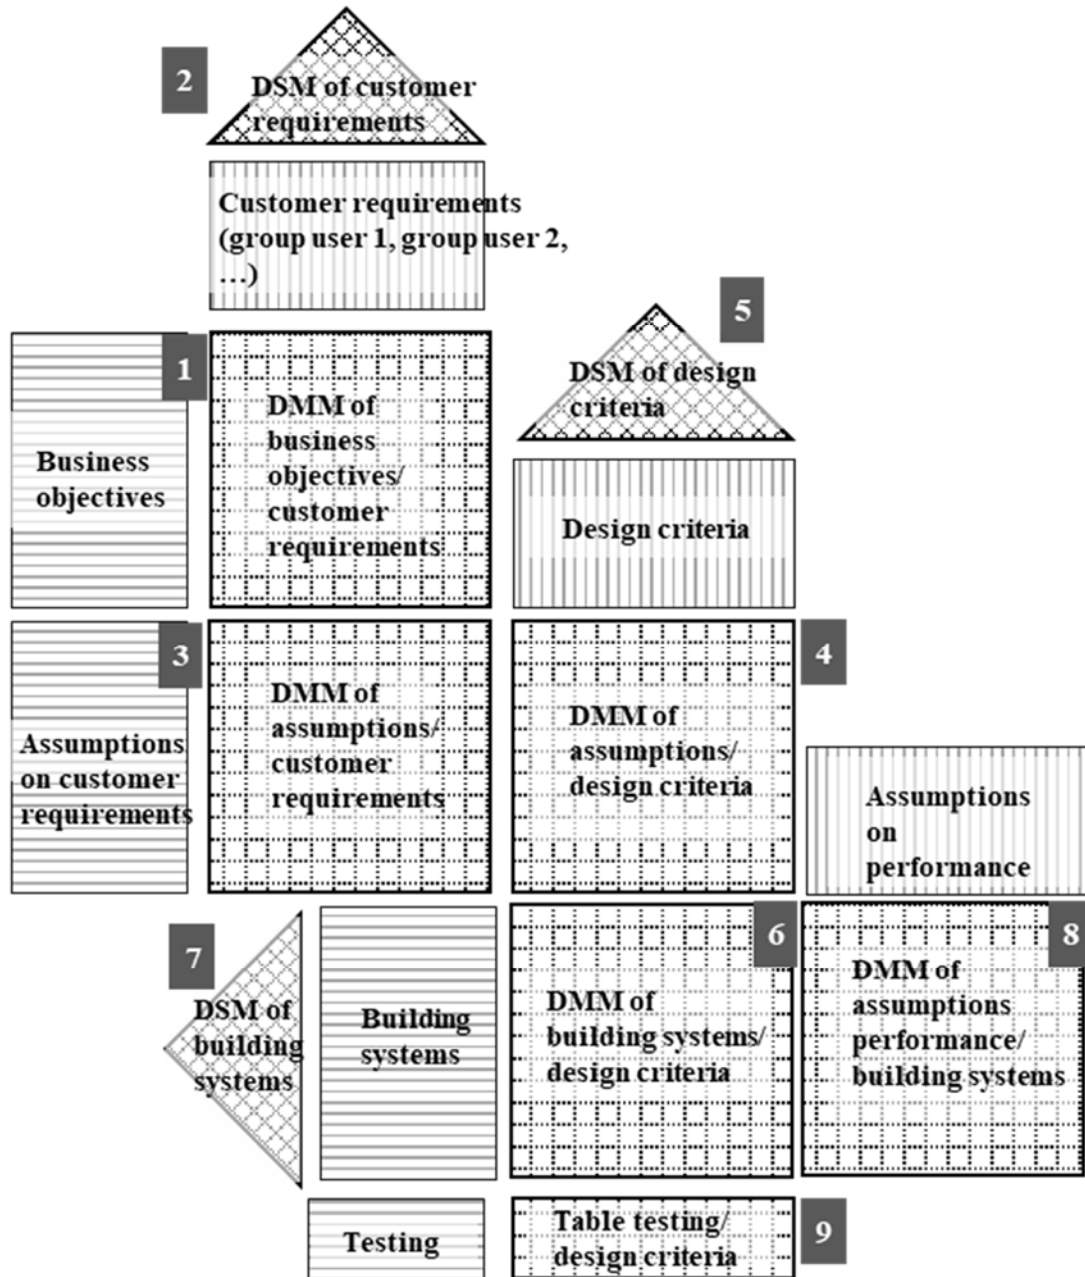 2
DSM of customer
requirements
Customer requirements
(group user 1, group user 2,
…)
5
DSM of design
criteria
1
Business
objectives
DMM of
business
objectives/
customer
requirements
Design criteria
3
Assumptions
on customer
requirements
DMM of
assumptions/
customer
requirements
DMM of
assumptions/
design criteria
4
Assumptions
on
performance
7
DSM of
building
systems
Building
systems
6
DMM of
building systems/
design criteria
8
DMM of
assumptions
performance/
building systems
Testing
Table testing/
design criteria
9